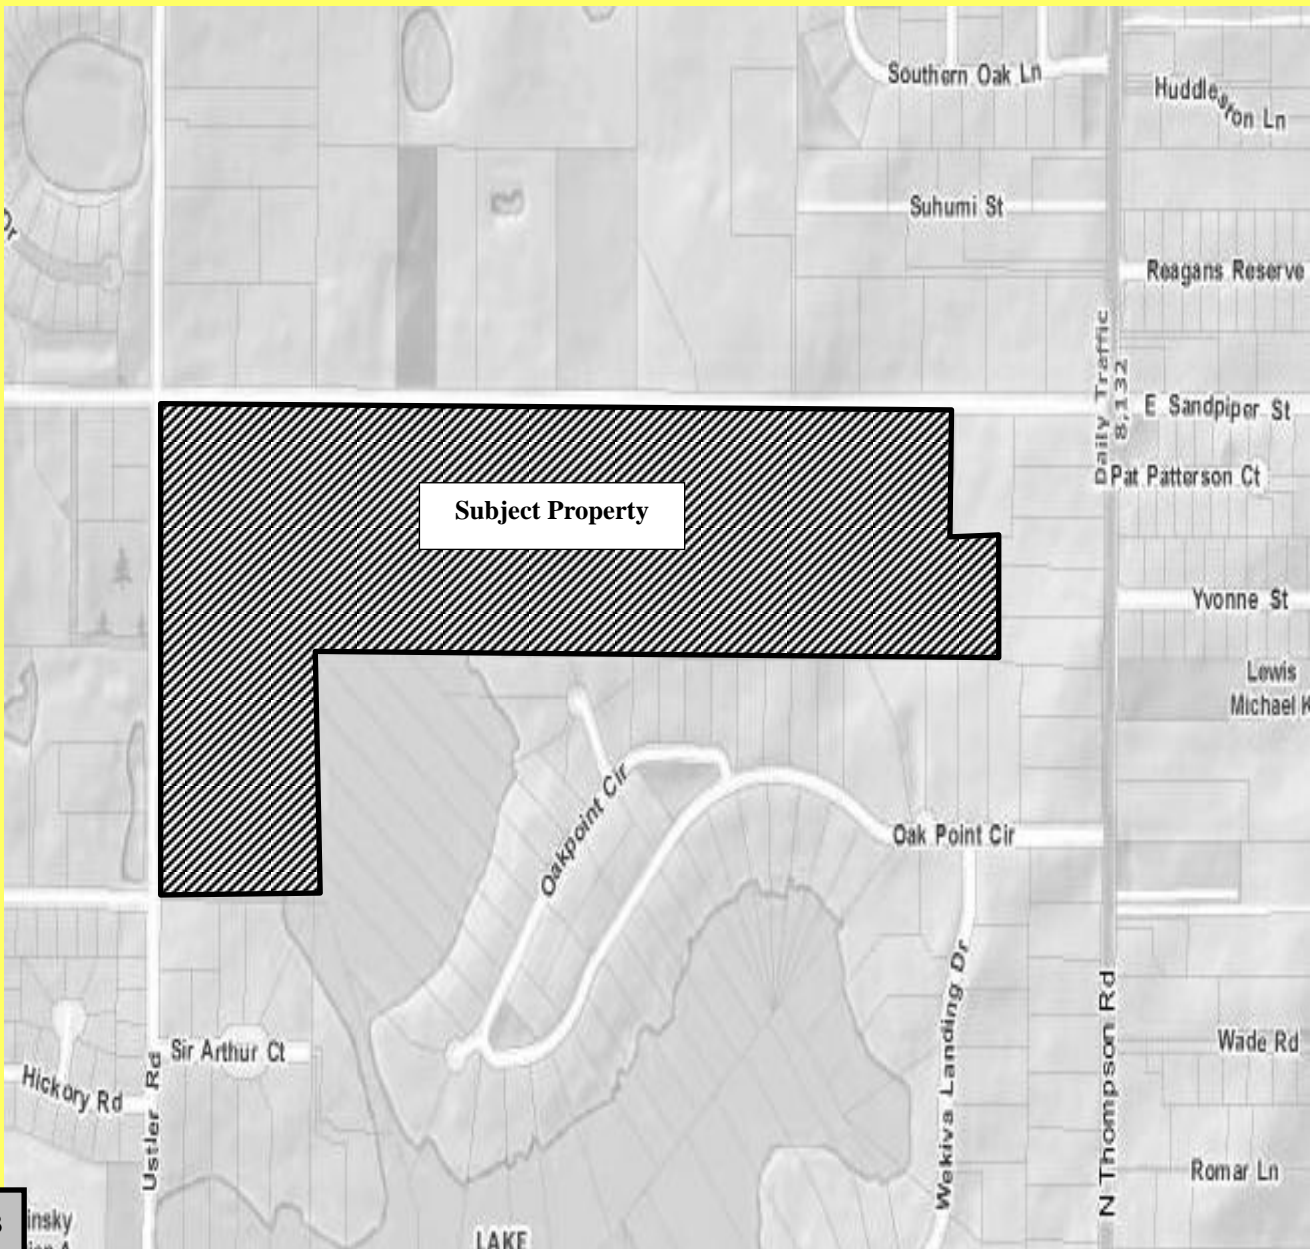 Southern Oak Ln
Huddleston Ln
Dr
Suhumi St
Reagans Reserve
Daily Traffic
8,132
E Sandpiper St
Pat Patterson Ct
Subject Property
Yvonne St
Lewis
Michael K
Oakpoint Cir
Oak Point Cir
Wekiva Landing Dr
N Thompson Rd
Sir Arthur Ct
Wade Rd
Hickory Rd
Ustler Rd
Romar Ln
insky
LAKE